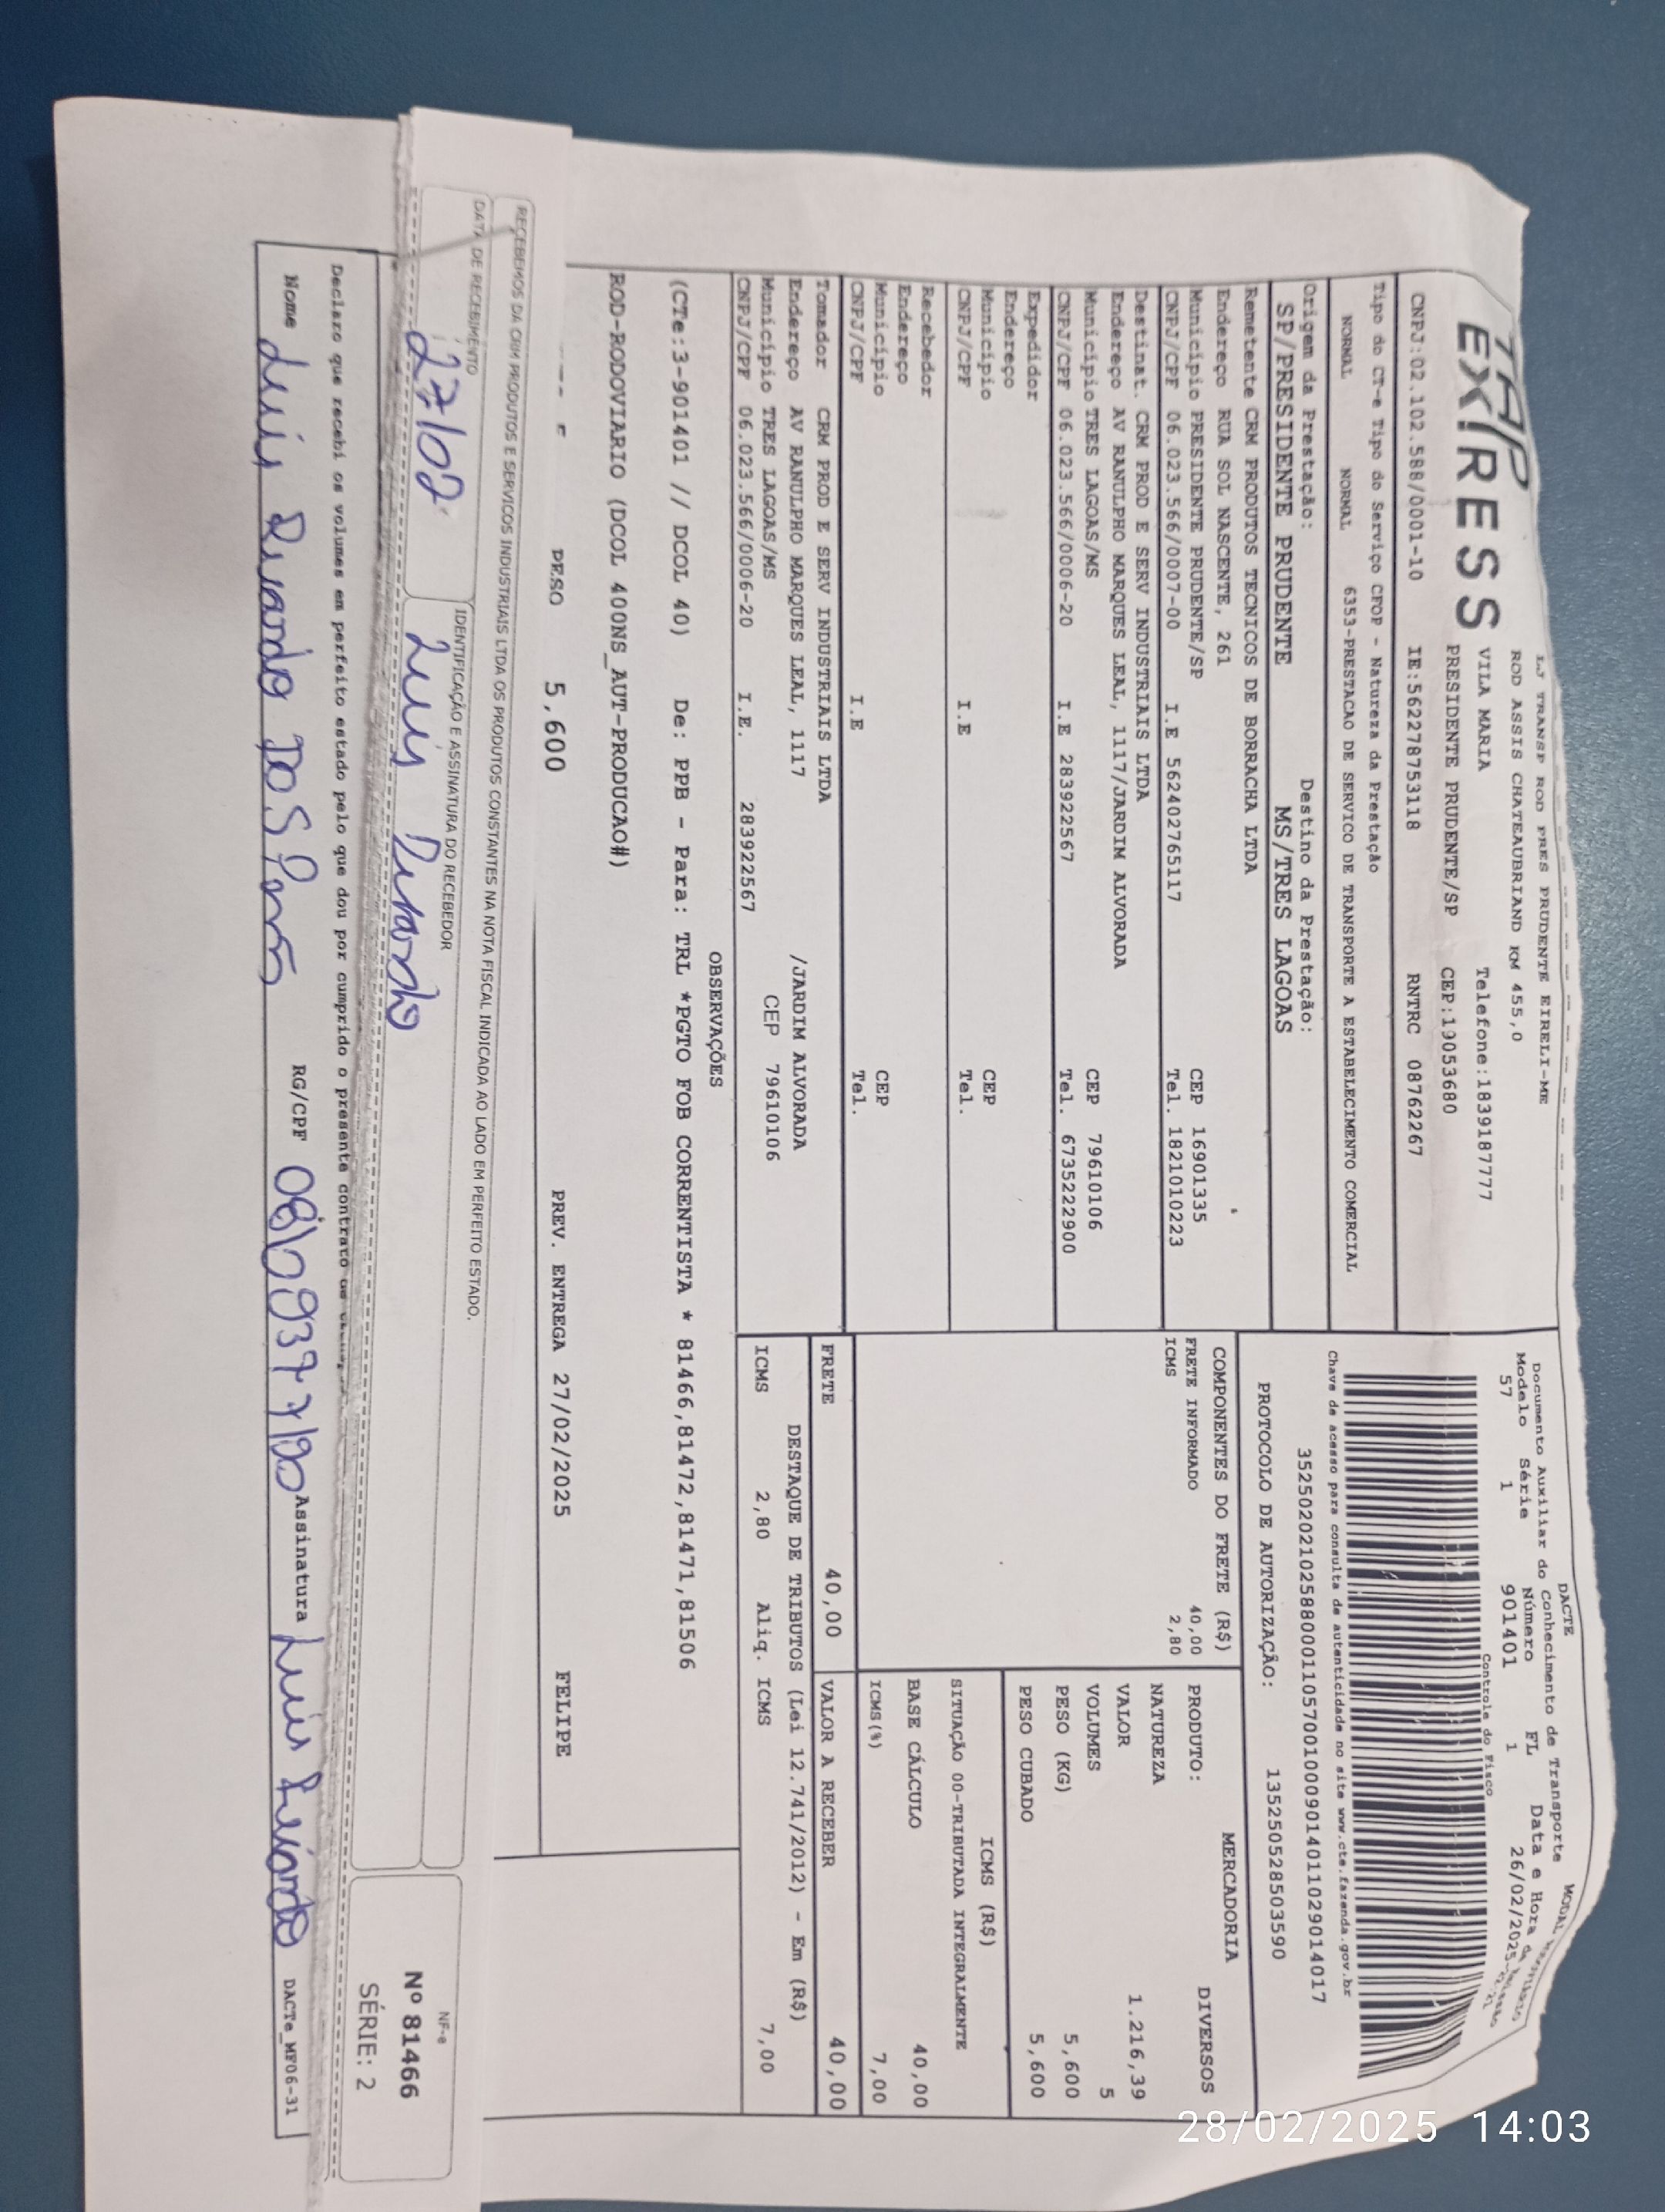 TAP
EXPRESS
LJ TRANSP ROD PRES PRUDENTE EIRELI-ME
ROD ASSIS CHATEAUBRIAND KM 455,0
VILA MARIA Telefone:1839187777
PRESIDENTE PRUDENTE/SP CEP:19053680
CNPJ:02.102.588/0001-10 IE:562278753118 RNTRC 08762267
DACTE
Documento Auxiliar do Conhecimento de Transporte
MODAL
Modelo Série Número FL Data e Hora
57 1 901401 1 26/02/2025
Controle do Fisco
Tipo do CT-e Tipo do Serviço CFOP - Natureza da Prestação
NORMAL NORMAL 6353-PRESTACAO DE SERVICO DE TRANSPORTE A ESTABELECIMENTO COMERCIAL
Chave de acesso para consulta de autenticidade no site www.cte.fazenda.gov.br
35250202102588000110570010009014011029014017
Origem da Prestação: Destino da Prestação:
SP/PRESIDENTE PRUDENTE MS/TRES LAGOAS
PROTOCOLO DE AUTORIZAÇÃO: 135250528503590
Remetente CRM PRODUTOS TECNICOS DE BORRACHA LTDA
Endereço RUA SOL NASCENTE, 261
Município PRESIDENTE PRUDENTE/SP CEP 16901335
CNPJ/CPF 06.023.566/0007-00 I.E 562402765117 Tel. 1821010223
Destinat. CRM PROD E SERV INDUSTRIAIS LTDA
Endereço AV RANULPHO MARQUES LEAL, 1117/JARDIM ALVORADA
Município TRES LAGOAS/MS CEP 79610106
CNPJ/CPF 06.023.566/0006-20 I.E 283922567 Tel. 6735222900
Expedidor
Endereço
Município CEP
CNPJ/CPF I.E Tel.
Recebedor
Endereço
Município CEP
CNPJ/CPF I.E Tel.
Tomador CRM PROD E SERV INDUSTRIAIS LTDA
Endereço AV RANULPHO MARQUES LEAL, 1117 /JARDIM ALVORADA
Município TRES LAGOAS/MS CEP 79610106
CNPJ/CPF 06.023.566/0006-20 I.E. 283922567
COMPONENTES DO FRETE (R$)
FRETE INFORMADO 40,00
ICMS 2,80
MERCADORIA
PRODUTO: DIVERSOS
NATUREZA
VALOR 1.216,39
VOLUMES 5
PESO (KG) 5,600
PESO CUBADO 5,600
ICMS (R$)
SITUAÇÃO 00-TRIBUTADA INTEGRALMENTE
BASE CÁLCULO 40,00
ICMS(%) 7,00
FRETE 40,00 VALOR A RECEBER 40,00
DESTAQUE DE TRIBUTOS (Lei 12.741/2012) - Em (R$)
ICMS 2,80 Aliq. ICMS 7,00
OBSERVAÇÕES
(CTe:3-901401 // DCOL 40) De: PPB - Para: TRL *PGTO FOB CORRENTISTA * 81466,81472,81471,81506
ROD-RODOVIARIO (DCOL 400NS_AUT-PRODUCAO#)
PESO 5,600 PREV. ENTREGA 27/02/2025 FELIPE
RECEBEMOS DA CRM PRODUTOS E SERVICOS INDUSTRIAIS LTDA OS PRODUTOS CONSTANTES NA NOTA FISCAL INDICADA AO LADO EM PERFEITO ESTADO.
DATA DE RECEBIMENTO IDENTIFICAÇÃO E ASSINATURA DO RECEBEDOR
27/02 Luis Ricardo
NF-e
Nº 81466
SÉRIE: 2
Declaro que recebi os volumes em perfeito estado pelo que dou por cumprido o presente contrato
Nome Luis Ricardo DOS RG/CPF Assinatura Luis Ricardo DACTe_MF06-31
28/02/2025 14:03